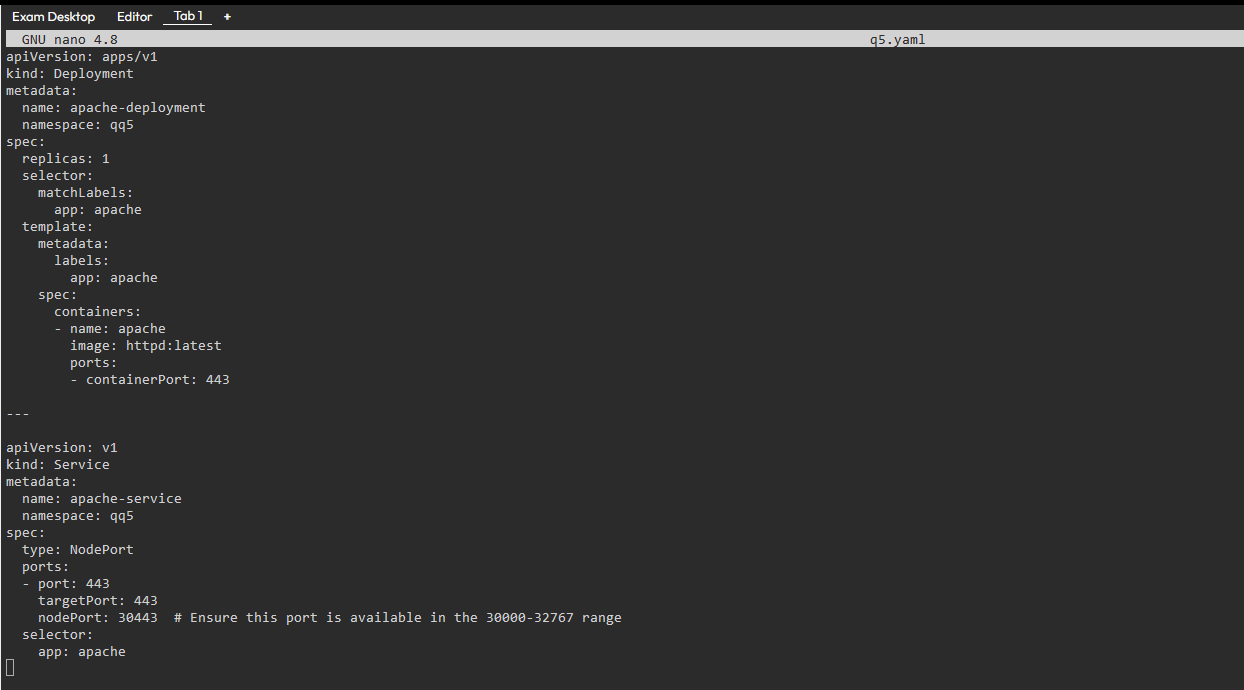 Exam Desktop Editor Tab 1 +
GNU nano 4.8 q5.yaml
apiVersion: apps/v1
kind: Deployment
metadata:
  name: apache-deployment
  namespace: qq5
spec:
  replicas: 1
  selector:
    matchLabels:
      app: apache
  template:
    metadata:
      labels:
        app: apache
    spec:
      containers:
      - name: apache
        image: httpd:latest
        ports:
        - containerPort: 443
---
apiVersion: v1
kind: Service
metadata:
  name: apache-service
  namespace: qq5
spec:
  type: NodePort
  ports:
  - port: 443
    targetPort: 443
    nodePort: 30443  # Ensure this port is available in the 30000-32767 range
  selector:
    app: apache